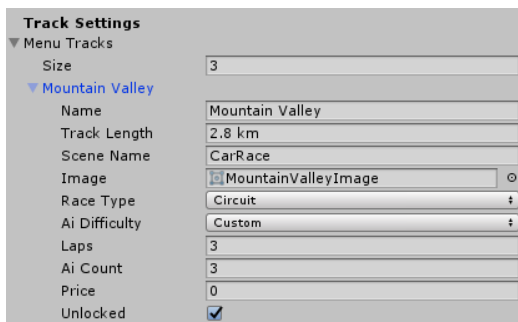 Track Settings
Menu Tracks
Size 3
Mountain Valley
Name Mountain Valley
Track Length 2.8 km
Scene Name CarRace
Image MountainValleyImage
Race Type Circuit
Ai Difficulty Custom
Laps 3
Ai Count 3
Price 0
Unlocked